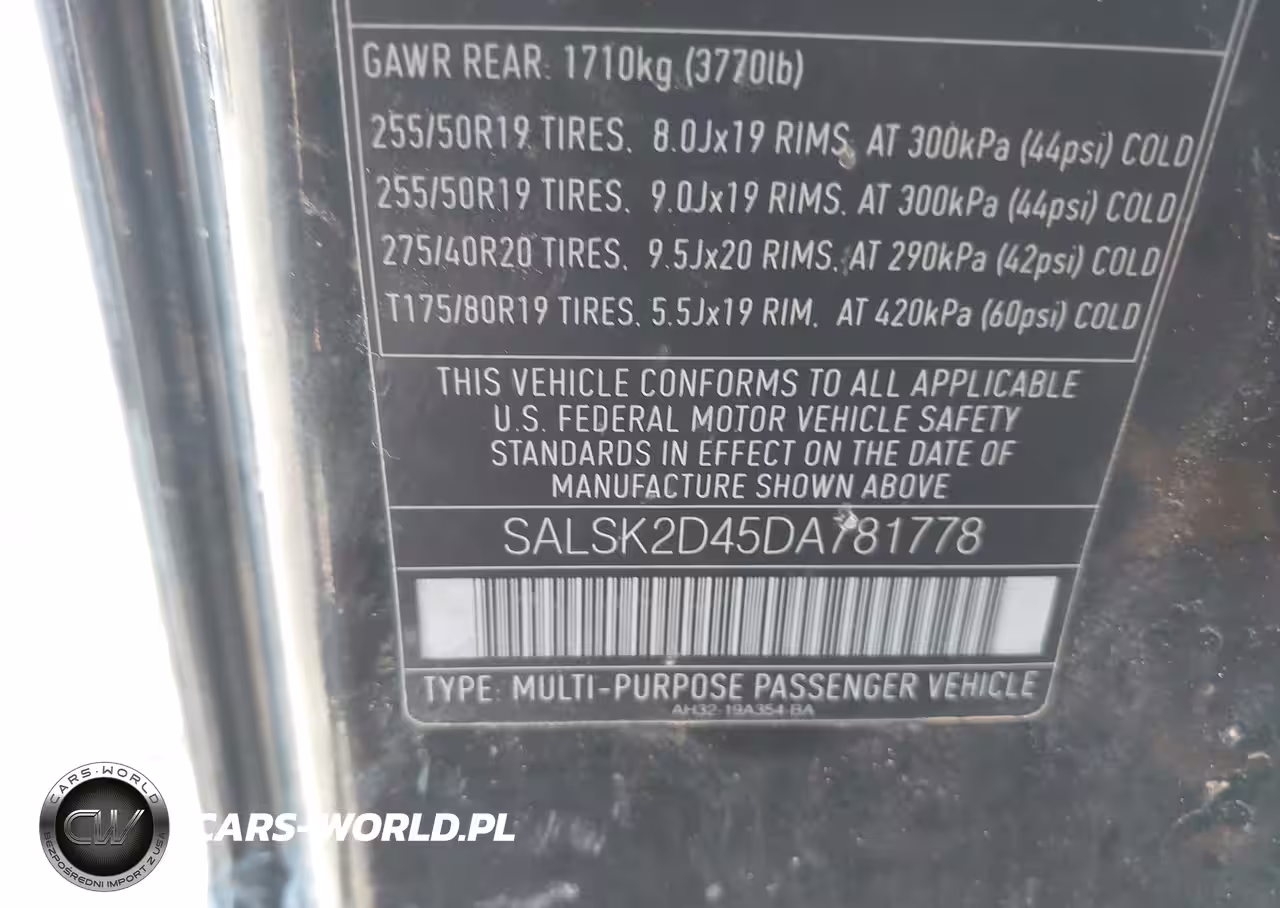 GAWR REAR: 1710kg (3770lb)
255/50R19 TIRES. 8.0Jx19 RIMS. AT 300kPa (44psi) COLD
255/50R19 TIRES. 9.0Jx19 RIMS. AT 300kPa (44psi) COLD
275/40R20 TIRES. 9.5Jx20 RIMS. AT 290kPa (42psi) COLD
T175/80R19 TIRES. 5.5Jx19 RIM. AT 420kPa (60psi) COLD
THIS VEHICLE CONFORMS TO ALL APPLICABLE
U.S. FEDERAL MOTOR VEHICLE SAFETY
STANDARDS IN EFFECT ON THE DATE OF
MANUFACTURE SHOWN ABOVE
SALSK2D45DA781778
TYPE: MULTI-PURPOSE PASSENGER VEHICLE
AH32-19A354-BA
CARS-WORLD
CW
BEZPOŚREDNI IMPORT Z USA
CARS-WORLD.PL